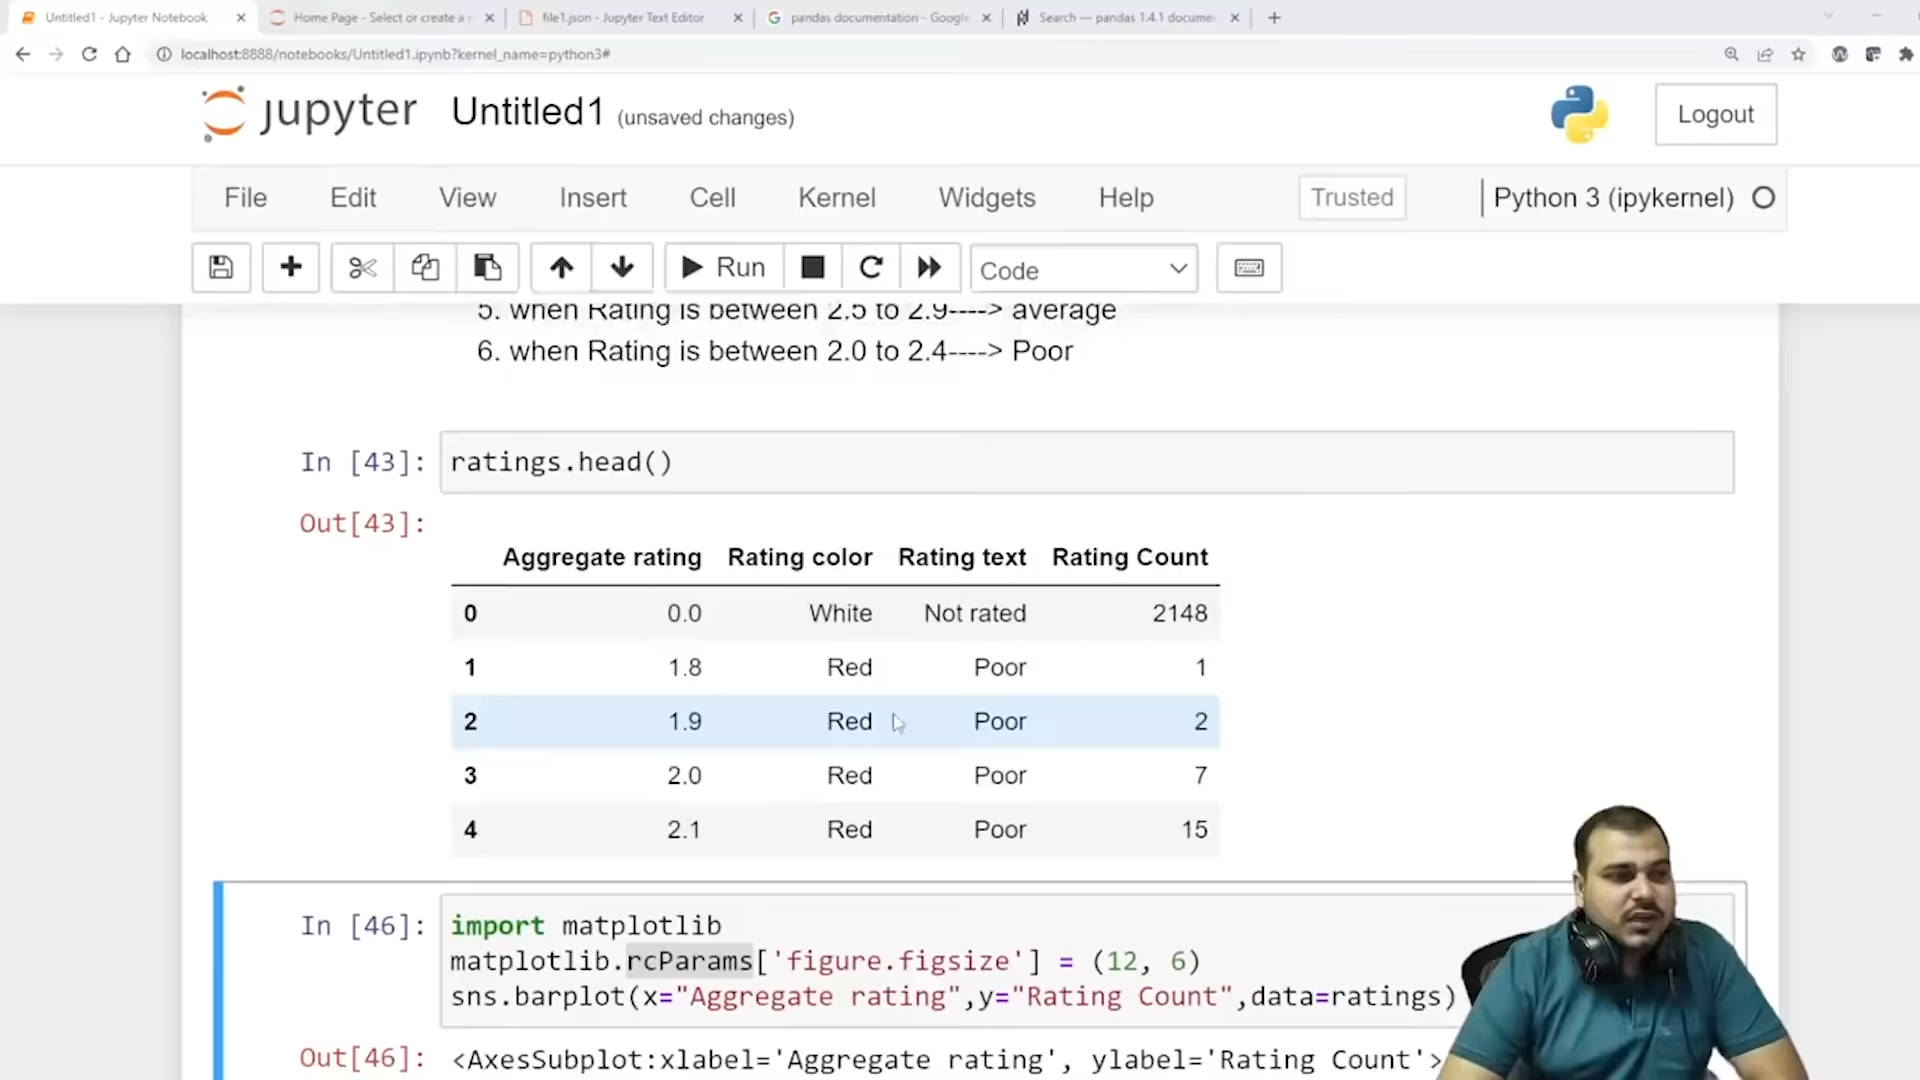 Untitled1 - Jupyter Notebook
Home Page - Select or create a n
file1.json - Jupyter Text Editor
pandas documentation - Google
Search — pandas 1.4.1 docume
localhost:8888/notebooks/Untitled1.ipynb?kernel_name=python3#
jupyter Untitled1 (unsaved changes)
Logout
File Edit View Insert Cell Kernel Widgets Help
Trusted
Python 3 (ipykernel)
Run
Code
5. when Rating is between 2.5 to 2.9----> average
6. when Rating is between 2.0 to 2.4----> Poor
In [43]: ratings.head()
Out[43]:
Aggregate rating Rating color Rating text Rating Count
0 0.0 White Not rated 2148
1 1.8 Red Poor 1
2 1.9 Red Poor 2
3 2.0 Red Poor 7
4 2.1 Red Poor 15
In [46]: import matplotlib
matplotlib.rcParams['figure.figsize'] = (12, 6)
sns.barplot(x="Aggregate rating",y="Rating Count",data=ratings)
Out[46]: <AxesSubplot:xlabel='Aggregate rating', ylabel='Rating Count'>